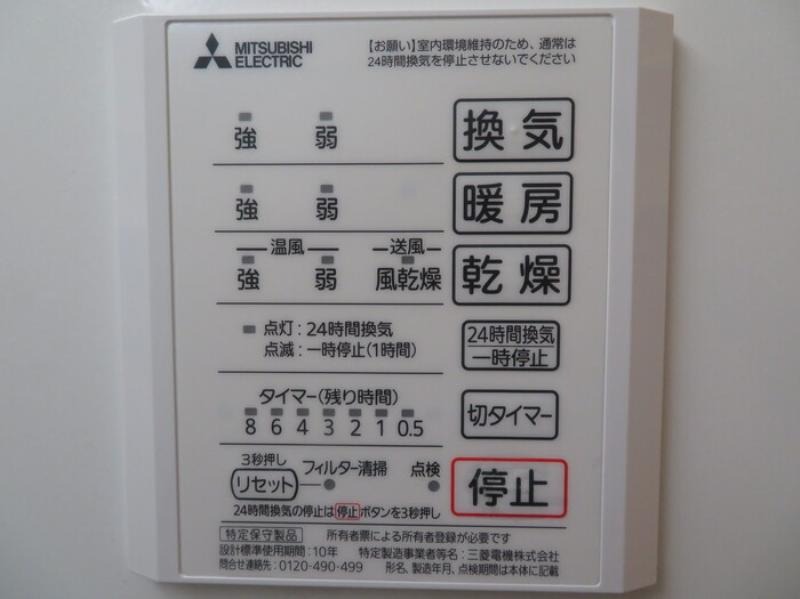 MITSUBISHI
ELECTRIC
【お願い】室内環境維持のため、通常は
24時間換気を停止させないでください
強 弱 換気
強 弱 暖房
温風 送風
強 弱 風乾燥 乾燥
点灯：24時間換気
点滅：一時停止(1時間)
24時間換気
一時停止
タイマー(残り時間)
8 6 4 3 2 1 0.5
切タイマー
3秒押し
リセット フィルター清掃 点検
停止
24時間換気の停止は停止ボタンを3秒押し
特定保守製品 所有者票による所有者登録が必要です
設計標準使用期間：10年 特定製造事業者等名：三菱電機株式会社
問合せ連絡先：0120-490-499 形名、製造年月、点検期間は本体に記載